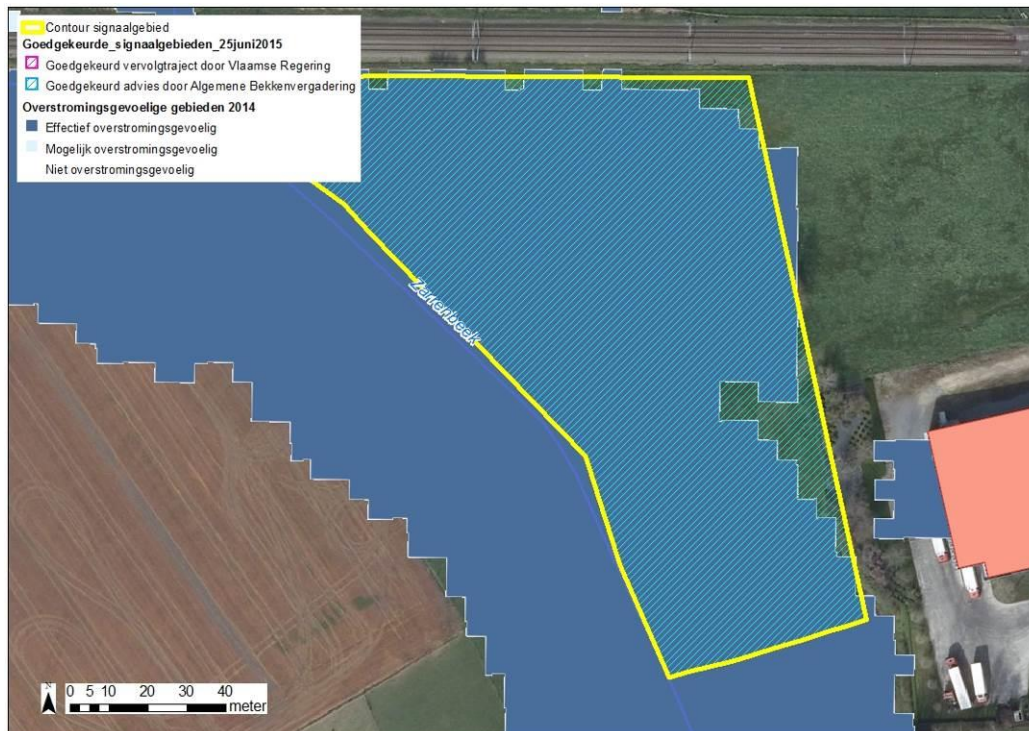 Contour signaalgebied
Goedgekeurde_signaalgebieden_25juni2015
Goedgekeurd vervolgtraject door Vlaamse Regering
Goedgekeurd advies door Algemene Bekkenvergadering
Overstromingsgevoelige gebieden 2014
Effectief overstromingsgevoelig
Mogelijk overstromingsgevoelig
Niet overstromingsgevoelig
Zarrenbeek
N
0 5 10 20 30 40
meter